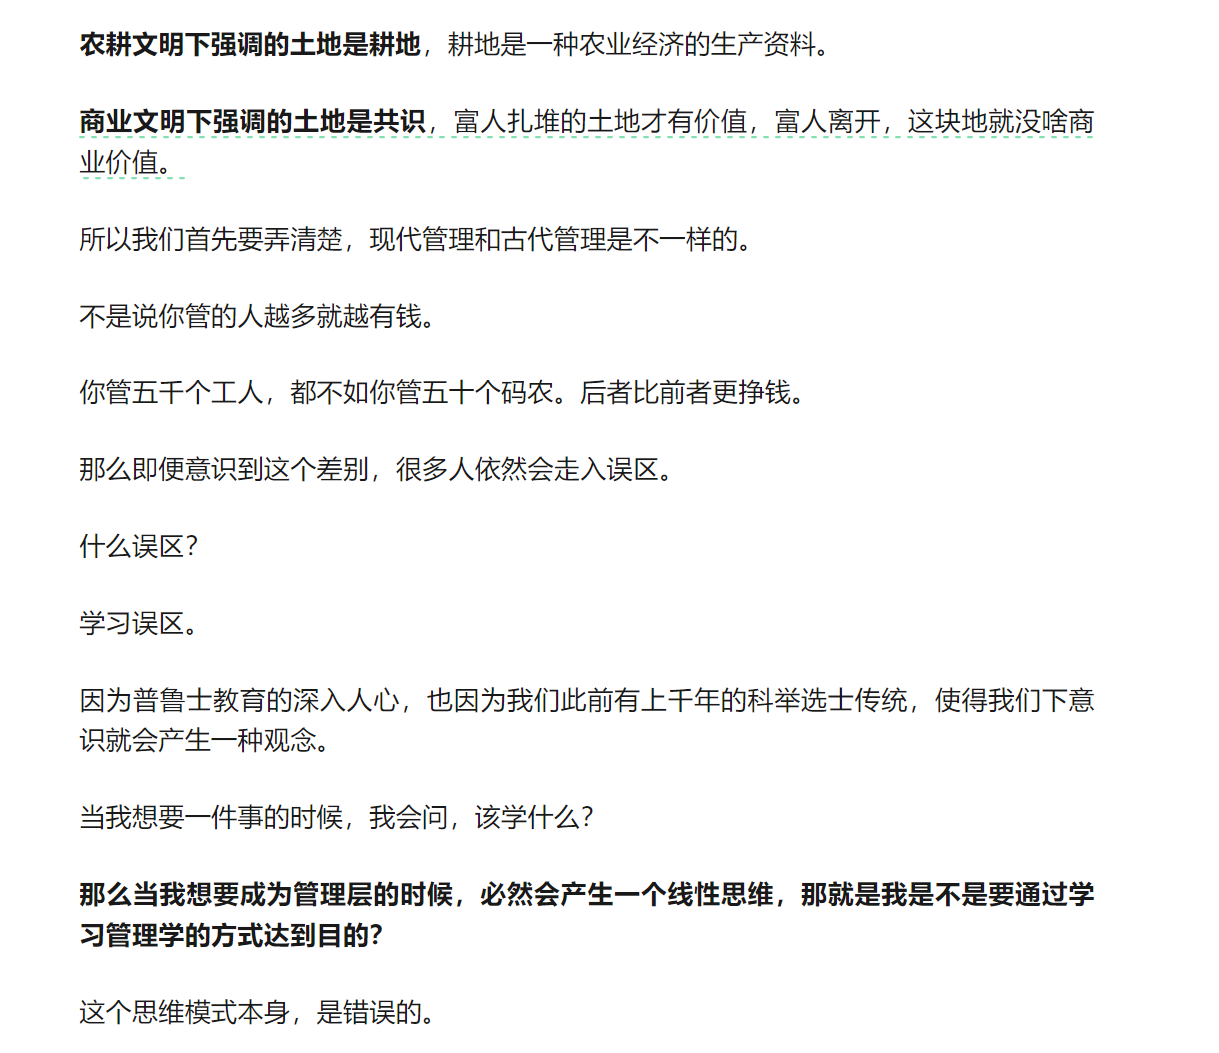 农耕文明下强调的土地是耕地，耕地是一种农业经济的生产资料。
商业文明下强调的土地是共识，富人扎堆的土地才有价值，富人离开，这块地就没啥商
业价值。
所以我们首先要弄清楚，现代管理和古代管理是不一样的。
不是说你管的人越多就越有钱。
你管五千个工人，都不如你管五十个码农。后者比前者更挣钱。
那么即便意识到这个差别，很多人依然会走入误区。
什么误区？
学习误区。
因为普鲁士教育的深入人心，也因为我们此前有上千年的科举选士传统，使得我们下意
识就会产生一种观念。
当我想要一件事的时候，我会问，该学什么？
那么当我想要成为管理层的时候，必然会产生一个线性思维，那就是我是不是要通过学
习管理学的方式达到目的？
这个思维模式本身，是错误的。